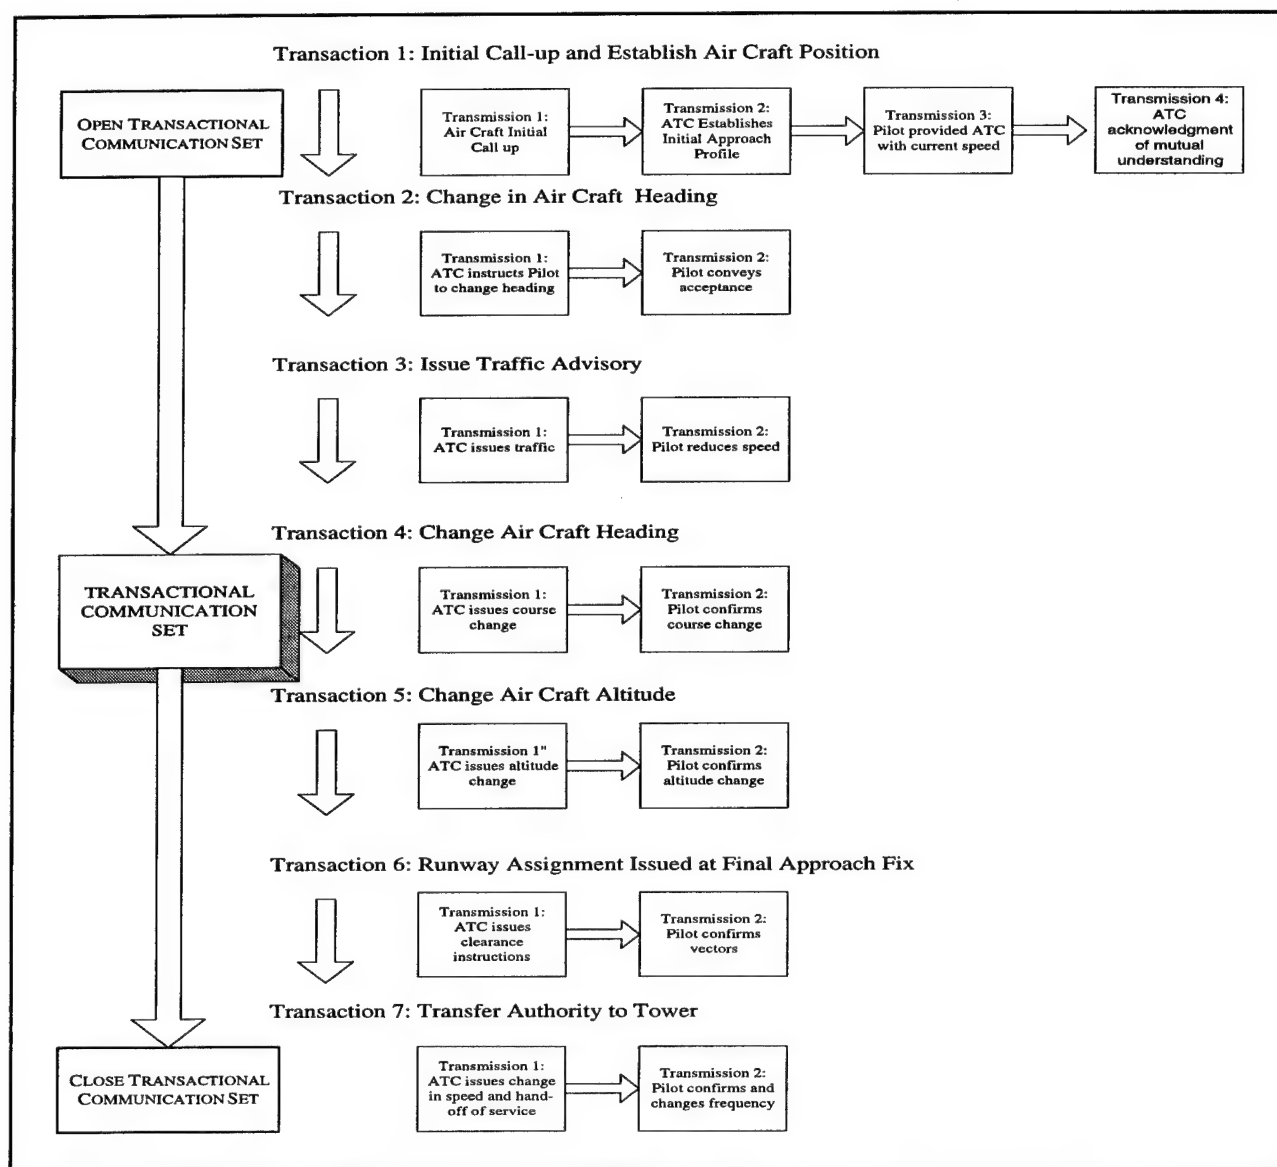 Transaction 1: Initial Call-up and Establish Air Craft Position
OPEN TRANSACTIONAL
COMMUNICATION SET
Transmission 1:
Air Craft Initial
Call up
Transmission 2:
ATC Establishes
Initial Approach
Profile
Transmission 3:
Pilot provided ATC
with current speed
Transmission 4:
ATC
acknowledgment
of mutual
understanding
Transaction 2: Change in Air Craft Heading
Transmission 1:
ATC instructs Pilot
to change heading
Transmission 2:
Pilot conveys
acceptance
Transaction 3: Issue Traffic Advisory
Transmission 1:
ATC issues traffic
Transmission 2:
Pilot reduces speed
Transaction 4: Change Air Craft Heading
TRANSACTIONAL
COMMUNICATION
SET
Transmission 1:
ATC issues course
change
Transmission 2:
Pilot confirms
course change
Transaction 5: Change Air Craft Altitude
Transmission 1"
ATC issues altitude
change
Transmission 2:
Pilot confirms
altitude change
Transaction 6: Runway Assignment Issued at Final Approach Fix
Transmission 1:
ATC issues
clearance
instructions
Transmission 2:
Pilot confirms
vectors
Transaction 7: Transfer Authority to Tower
CLOSE TRANSACTIONAL
COMMUNICATION SET
Transmission 1:
ATC issues change
in speed and hand-
off of service
Transmission 2:
Pilot confirms and
changes frequency